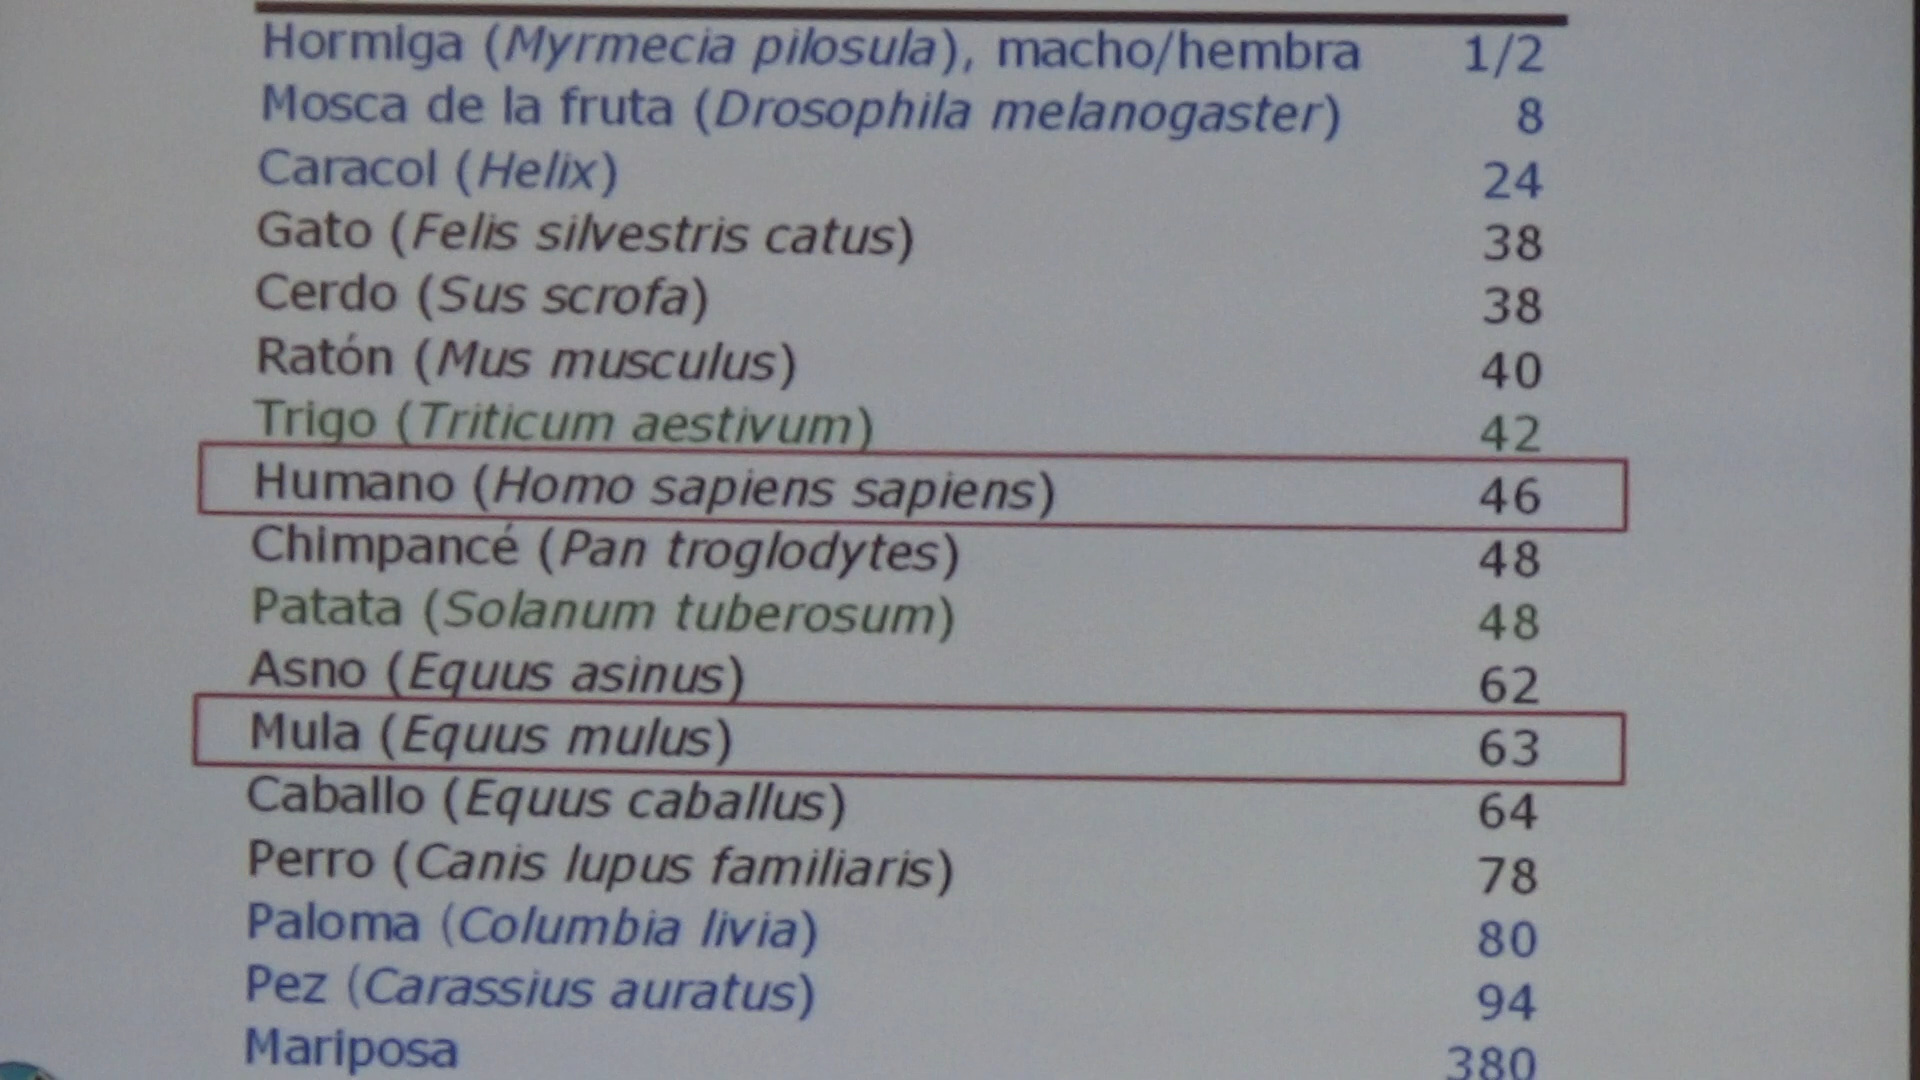 Hormiga (Myrmecia pilosula), macho/hembra 1/2
Mosca de la fruta (Drosophila melanogaster) 8
Caracol (Helix) 24
Gato (Felis silvestris catus) 38
Cerdo (Sus scrofa) 38
Ratón (Mus musculus) 40
Trigo (Triticum aestivum) 42
Humano (Homo sapiens sapiens) 46
Chimpancé (Pan troglodytes) 48
Patata (Solanum tuberosum) 48
Asno (Equus asinus) 62
Mula (Equus mulus) 63
Caballo (Equus caballus) 64
Perro (Canis lupus familiaris) 78
Paloma (Columbia livia) 80
Pez (Carassius auratus) 94
Mariposa 380